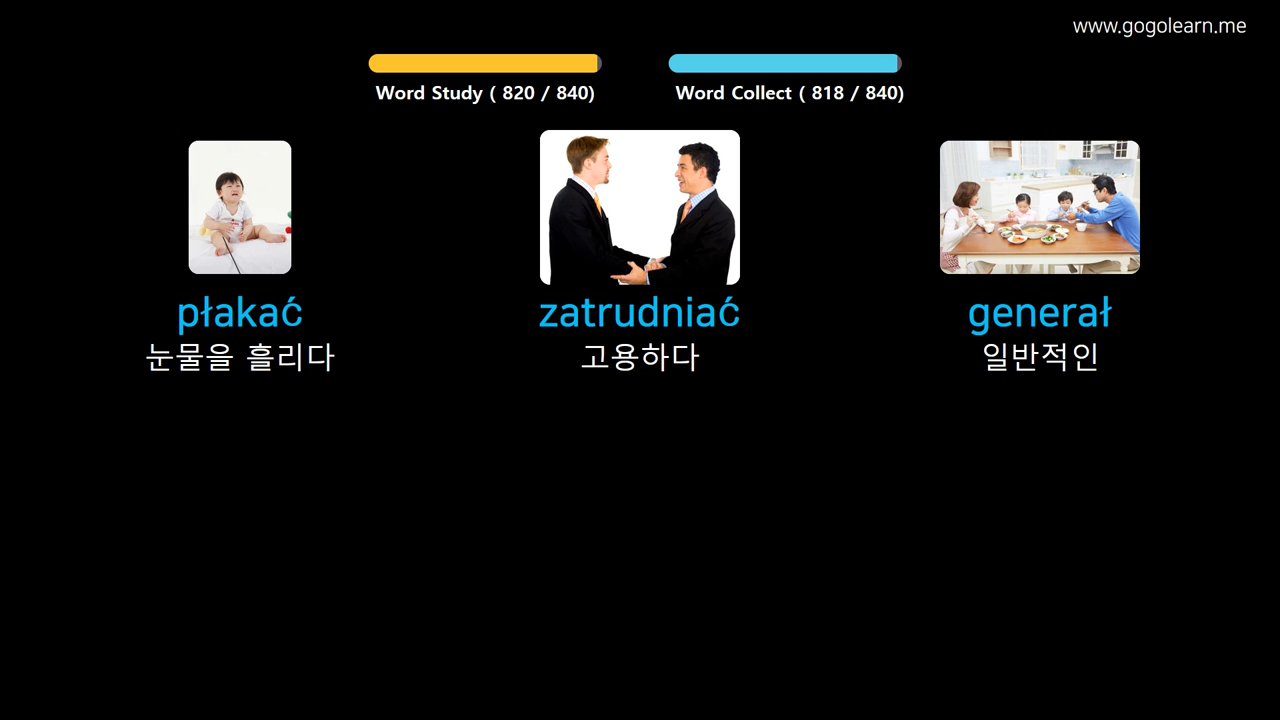 www.gogolearn.me
Word Study ( 820 / 840)
Word Collect ( 818 / 840)
płakać
zatrudniać
generał
눈물을 흘리다
고용하다
일반적인